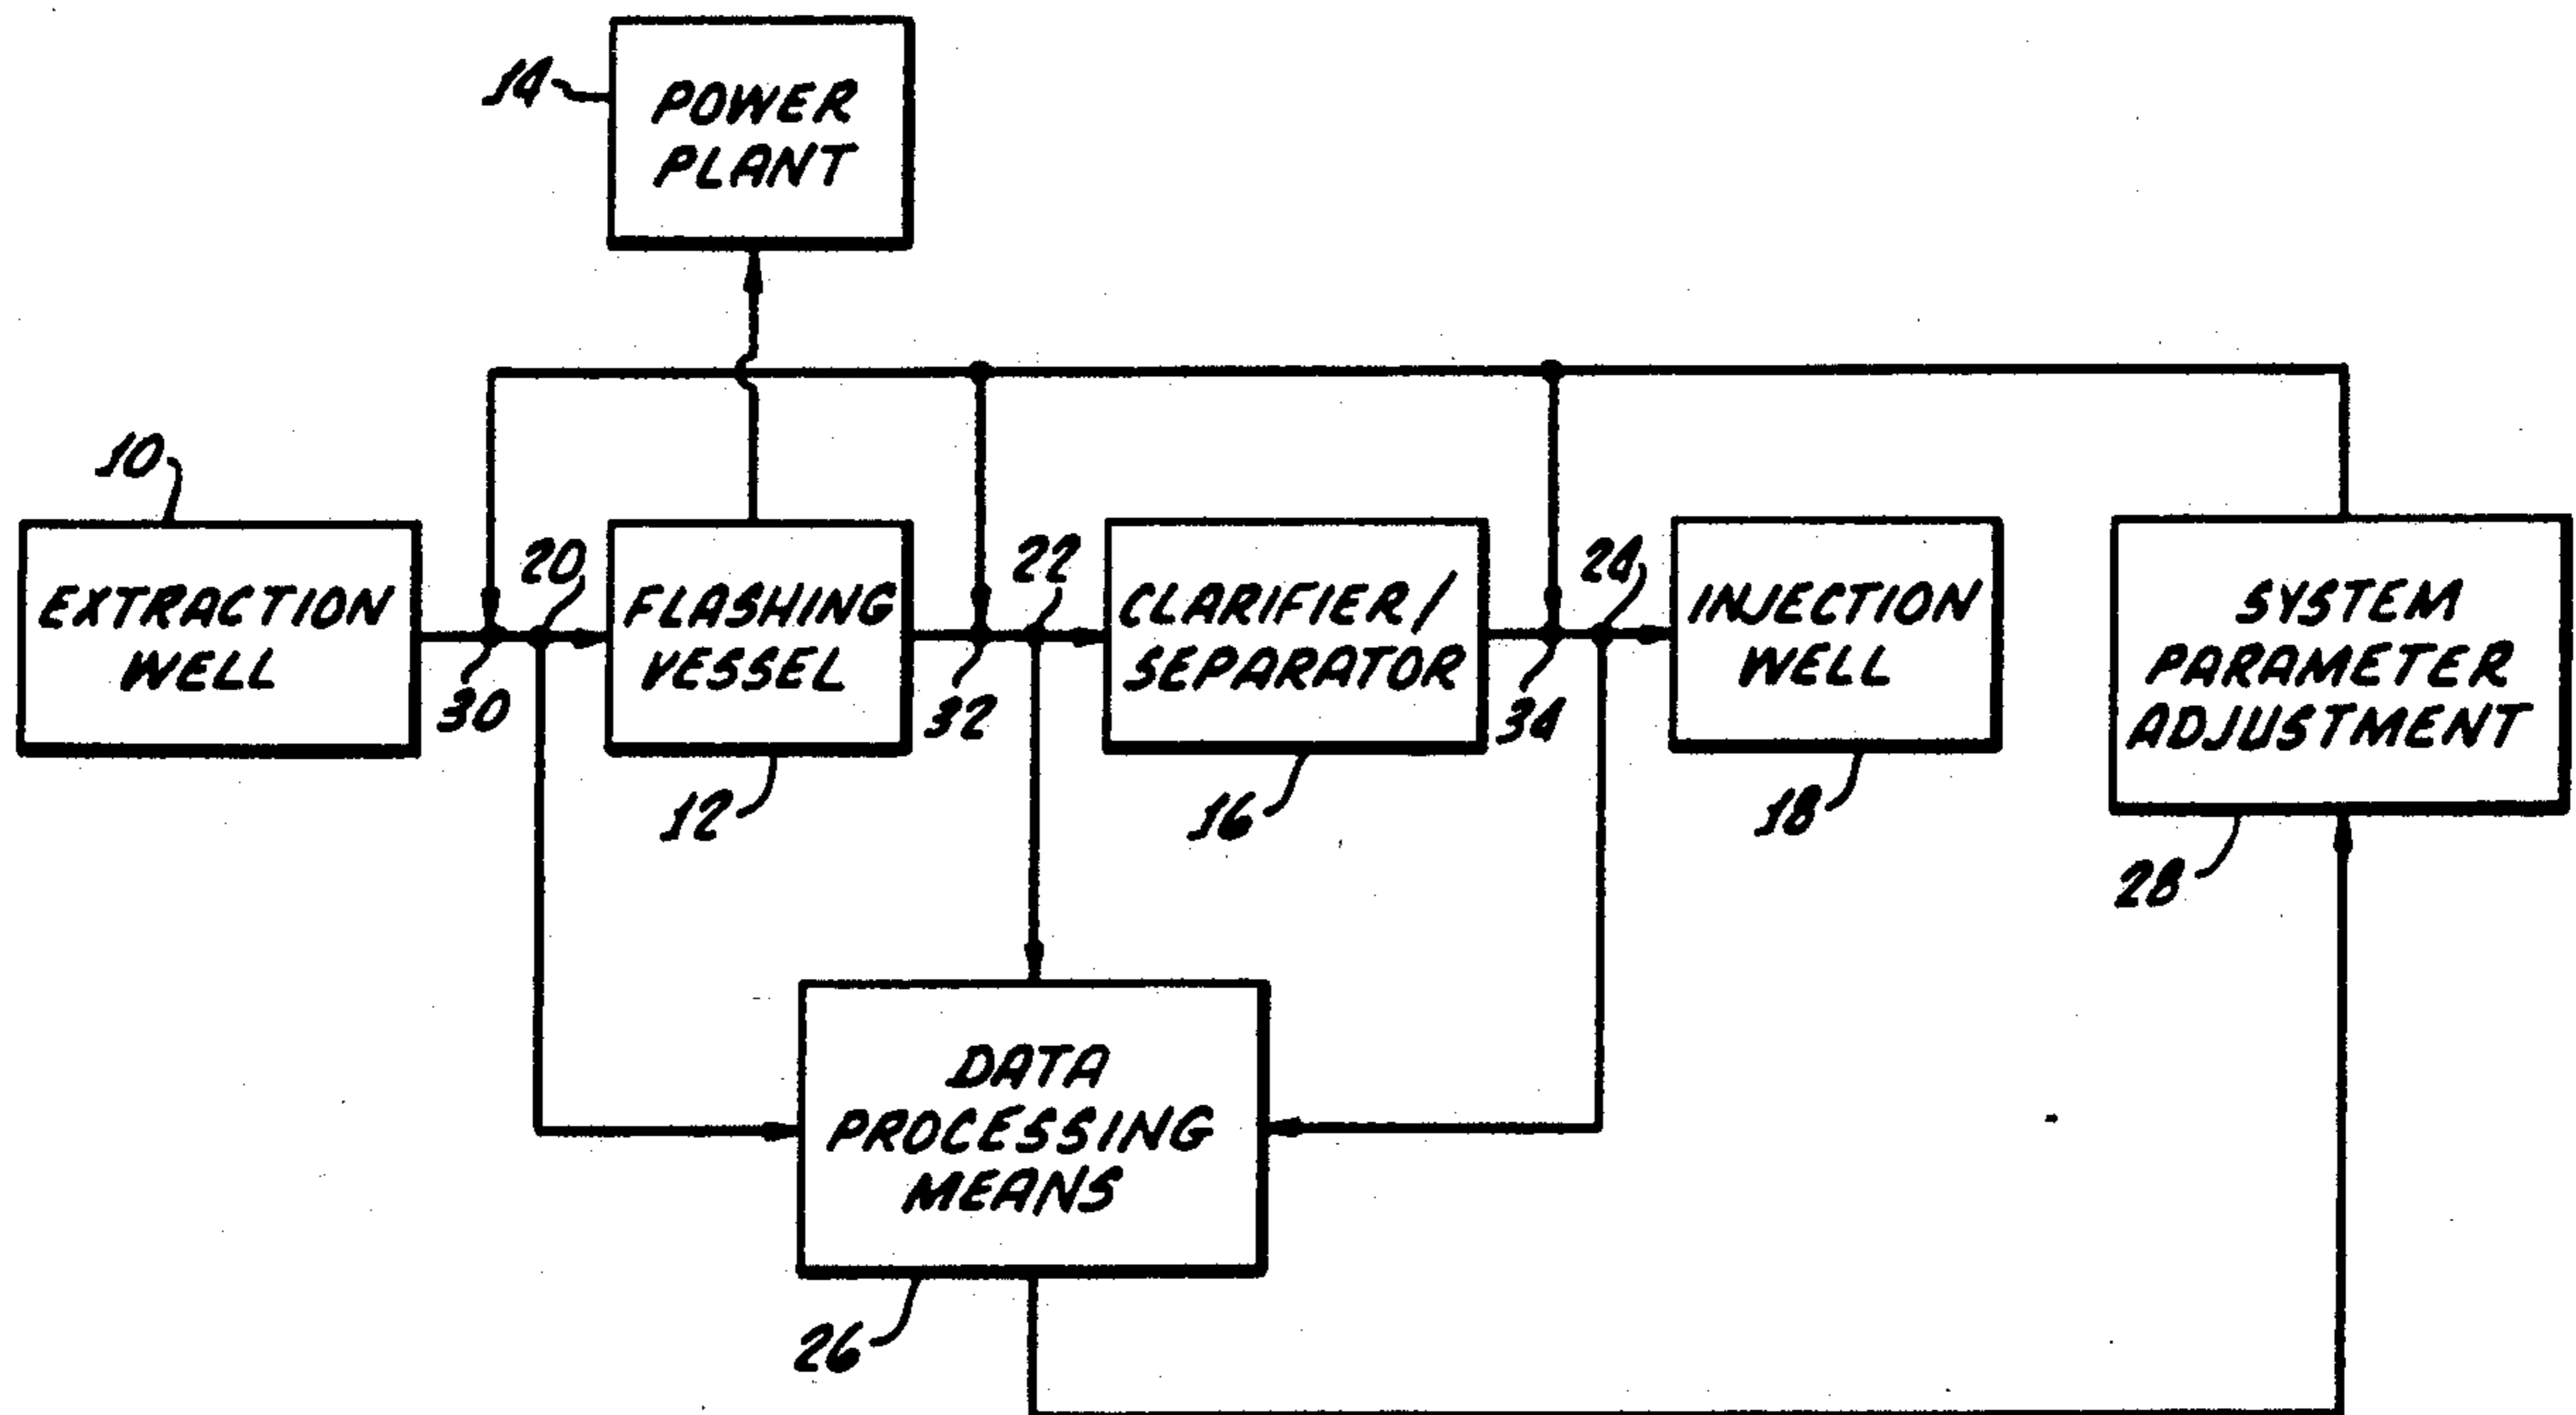 14
POWER
PLANT
10
EXTRACTION
WELL
30
20
FLASHING
VESSEL
12
32
22
CLARIFIER/
SEPARATOR
16
34
24
INJECTION
WELL
18
SYSTEM
PARAMETER
ADJUSTMENT
28
DATA
PROCESSING
MEANS
26